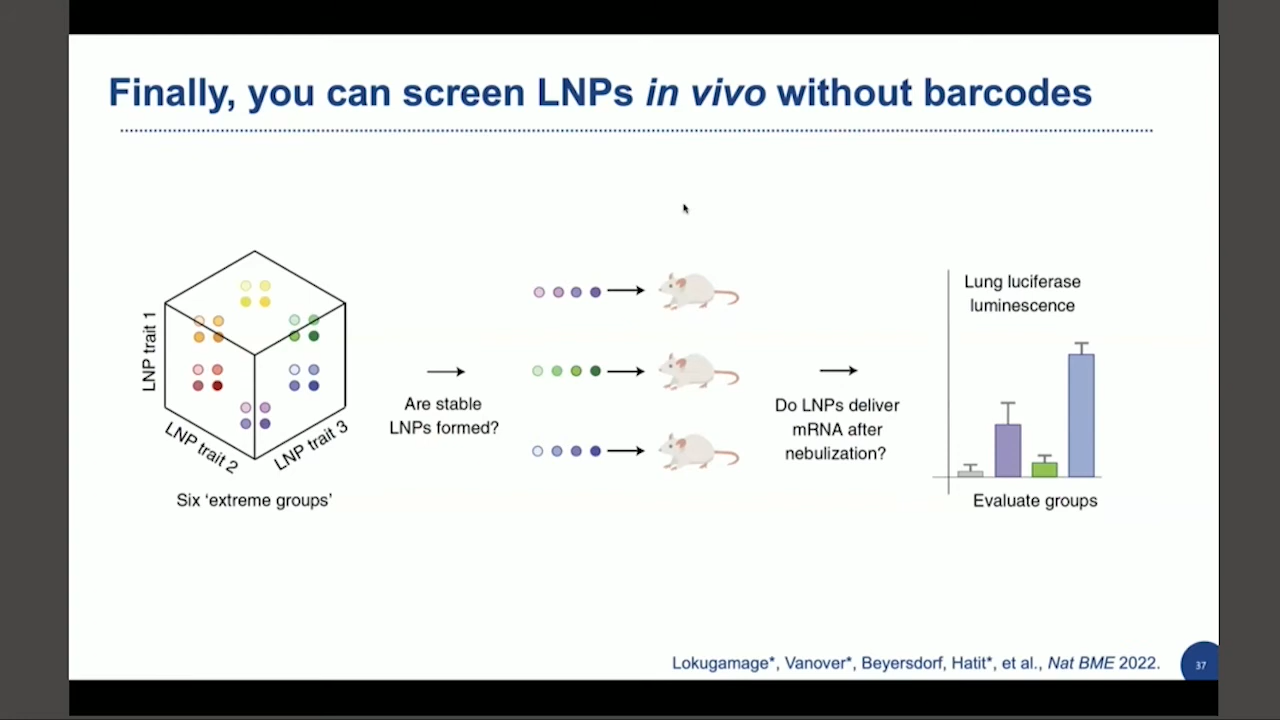 Finally, you can screen LNPs in vivo without barcodes
LNP trait 1
LNP trait 2
LNP trait 3
Six ‘extreme groups’
Are stable
LNPs formed?
Do LNPs deliver
mRNA after
nebulization?
Lung luciferase
luminescence
Evaluate groups
Lokugamage*, Vanover*, Beyersdorf, Hatit*, et al., Nat BME 2022.
37